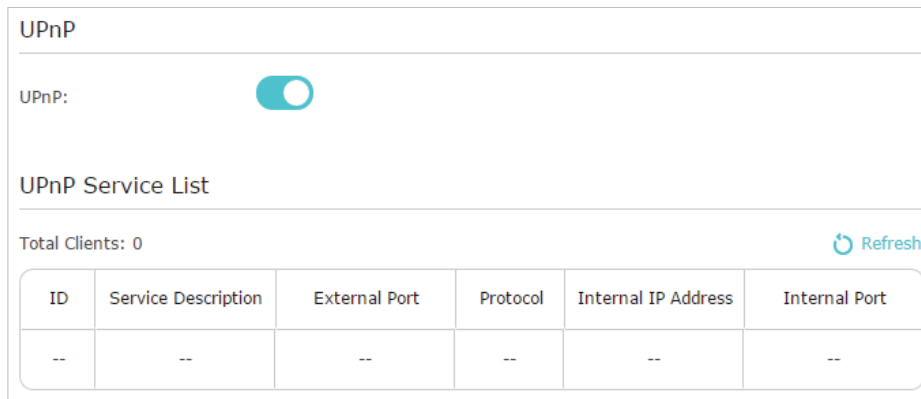 UPnP
UPnP:
UPnP Service List
Total Clients: 0 Refresh
ID Service Description External Port Protocol Internal IP Address Internal Port
-- -- -- -- -- --